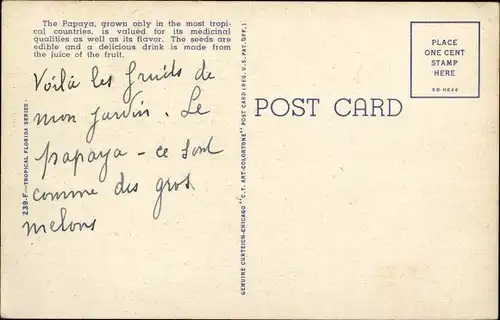 The Papaya, grown only in the most tropi-
cal countries, is valued for its medicinal
qualities as well as its flavor. The seeds are
edible and a delicious drink is made from
the juice of the fruit.
Voilà les fruits de
mon jardin. Le
papaya - ce sont
comme des gros
melons
239-F—TROPICAL FLORIDA SERIES
GENUINE CURTEICH-CHICAGO "C.T. ART-COLORTONE" POST CARD (REG. U.S. PAT. OFF.)
POST CARD
PLACE
ONE CENT
STAMP
HERE
5B-H644